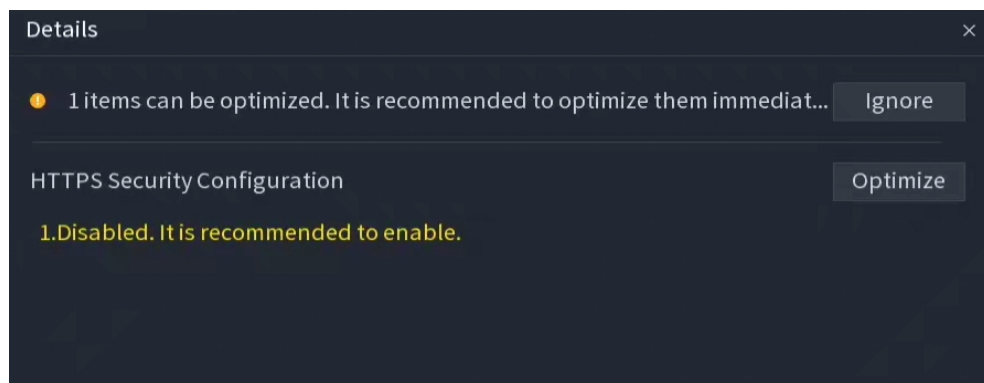 Details
1 items can be optimized. It is recommended to optimize them immediat... Ignore
HTTPS Security Configuration Optimize
1.Disabled. It is recommended to enable.